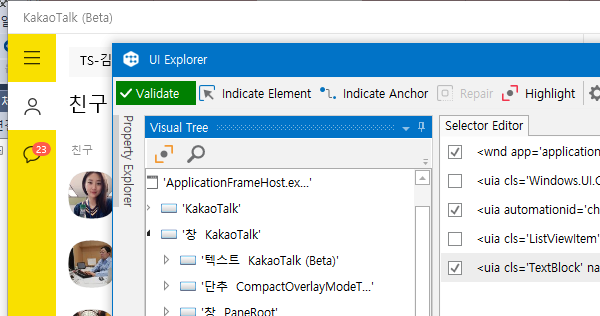 KakaoTalk (Beta)
TS-김
UI Explorer
Validate
Indicate Element
Indicate Anchor
Repair
Highlight
친구
친구
23
Property Explorer
Visual Tree
'ApplicationFrameHost.ex...'
'KakaoTalk'
'창 KakaoTalk'
'텍스트 KakaoTalk (Beta)'
'단추 CompactOverlayModeT...'
'창 PaneRoot'
Selector Editor
<wnd app='application
<uia cls='Windows.UI.C
<uia automationid='ch
<uia cls='ListViewItem'
<uia cls='TextBlock' na